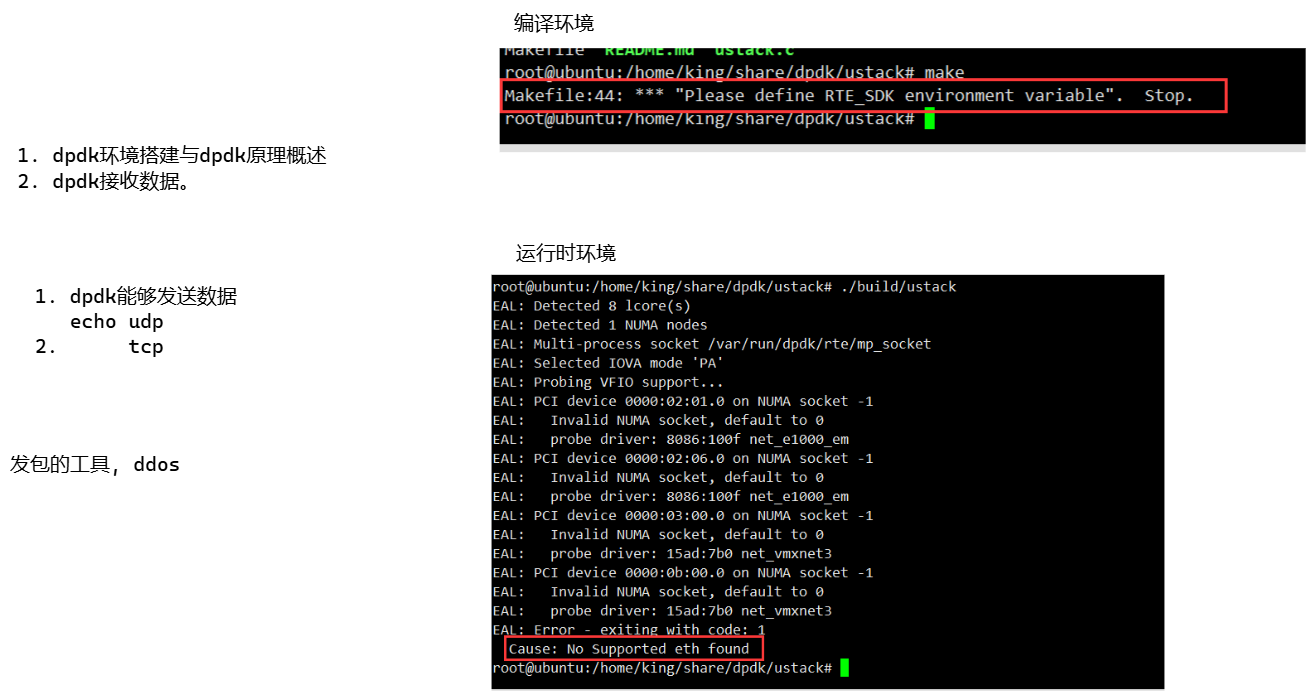 编译环境
Makefile README.md ustack.c
root@ubuntu:/home/king/share/dpdk/ustack# make
Makefile:44: *** "Please define RTE_SDK environment variable".  Stop.
root@ubuntu:/home/king/share/dpdk/ustack#
1. dpdk环境搭建与dpdk原理概述
2. dpdk接收数据。
运行时环境
1. dpdk能够发送数据
echo udp
2. tcp
发包的工具，ddos
root@ubuntu:/home/king/share/dpdk/ustack# ./build/ustack
EAL: Detected 8 lcore(s)
EAL: Detected 1 NUMA nodes
EAL: Multi-process socket /var/run/dpdk/rte/mp_socket
EAL: Selected IOVA mode 'PA'
EAL: Probing VFIO support...
EAL: PCI device 0000:02:01.0 on NUMA socket -1
EAL:   Invalid NUMA socket, default to 0
EAL:   probe driver: 8086:100f net_e1000_em
EAL: PCI device 0000:02:06.0 on NUMA socket -1
EAL:   Invalid NUMA socket, default to 0
EAL:   probe driver: 8086:100f net_e1000_em
EAL: PCI device 0000:03:00.0 on NUMA socket -1
EAL:   Invalid NUMA socket, default to 0
EAL:   probe driver: 15ad:7b0 net_vmxnet3
EAL: PCI device 0000:0b:00.0 on NUMA socket -1
EAL:   Invalid NUMA socket, default to 0
EAL:   probe driver: 15ad:7b0 net_vmxnet3
EAL: Error - exiting with code: 1
Cause: No Supported eth found
root@ubuntu:/home/king/share/dpdk/ustack#